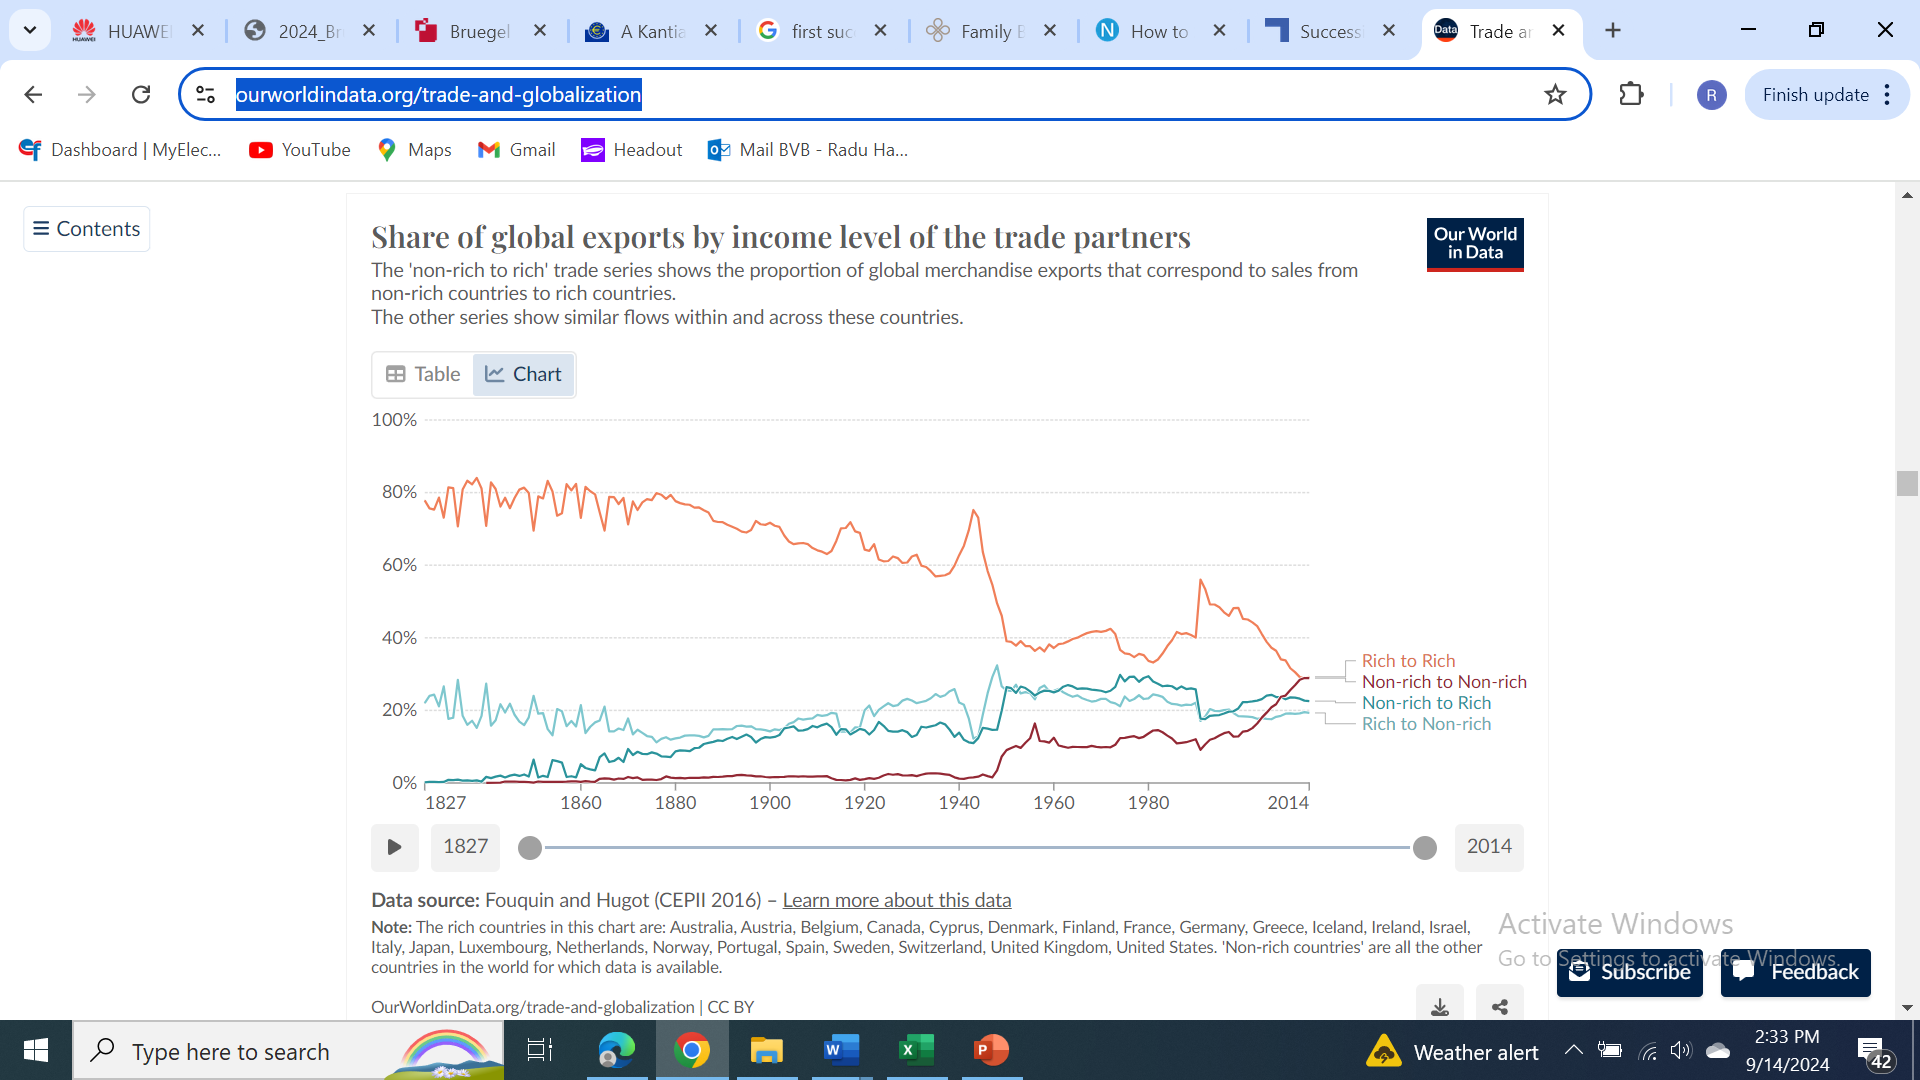 HUAWEI
2024_Br
Bruegel
A Kantia
first suc
Family B
How to
Success
Data
Trade an
ourworldindata.org/trade-and-globalization
R
Finish update
Dashboard | MyElec...
YouTube
Maps
Gmail
Headout
Mail BVB - Radu Ha...
Contents
Share of global exports by income level of the trade partners
Our World
in Data
The 'non-rich to rich' trade series shows the proportion of global merchandise exports that correspond to sales from
non-rich countries to rich countries.
The other series show similar flows within and across these countries.
Table
Chart
100%
80%
60%
40%
20%
0%
Rich to Rich
Non-rich to Non-rich
Non-rich to Rich
Rich to Non-rich
1827 1860 1880 1900 1920 1940 1960 1980 2014
1827
2014
Data source: Fouquin and Hugot (CEPII 2016) – Learn more about this data
Note: The rich countries in this chart are: Australia, Austria, Belgium, Canada, Cyprus, Denmark, Finland, France, Germany, Greece, Iceland, Ireland, Israel,
Italy, Japan, Luxembourg, Netherlands, Norway, Portugal, Spain, Sweden, Switzerland, United Kingdom, United States. 'Non-rich countries' are all the other
countries in the world for which data is available.
OurWorldinData.org/trade-and-globalization | CC BY
Activate Windows
Go to Settings to activate Windows.
Subscribe
Feedback
Type here to search
Weather alert
2:33 PM
9/14/2024
42